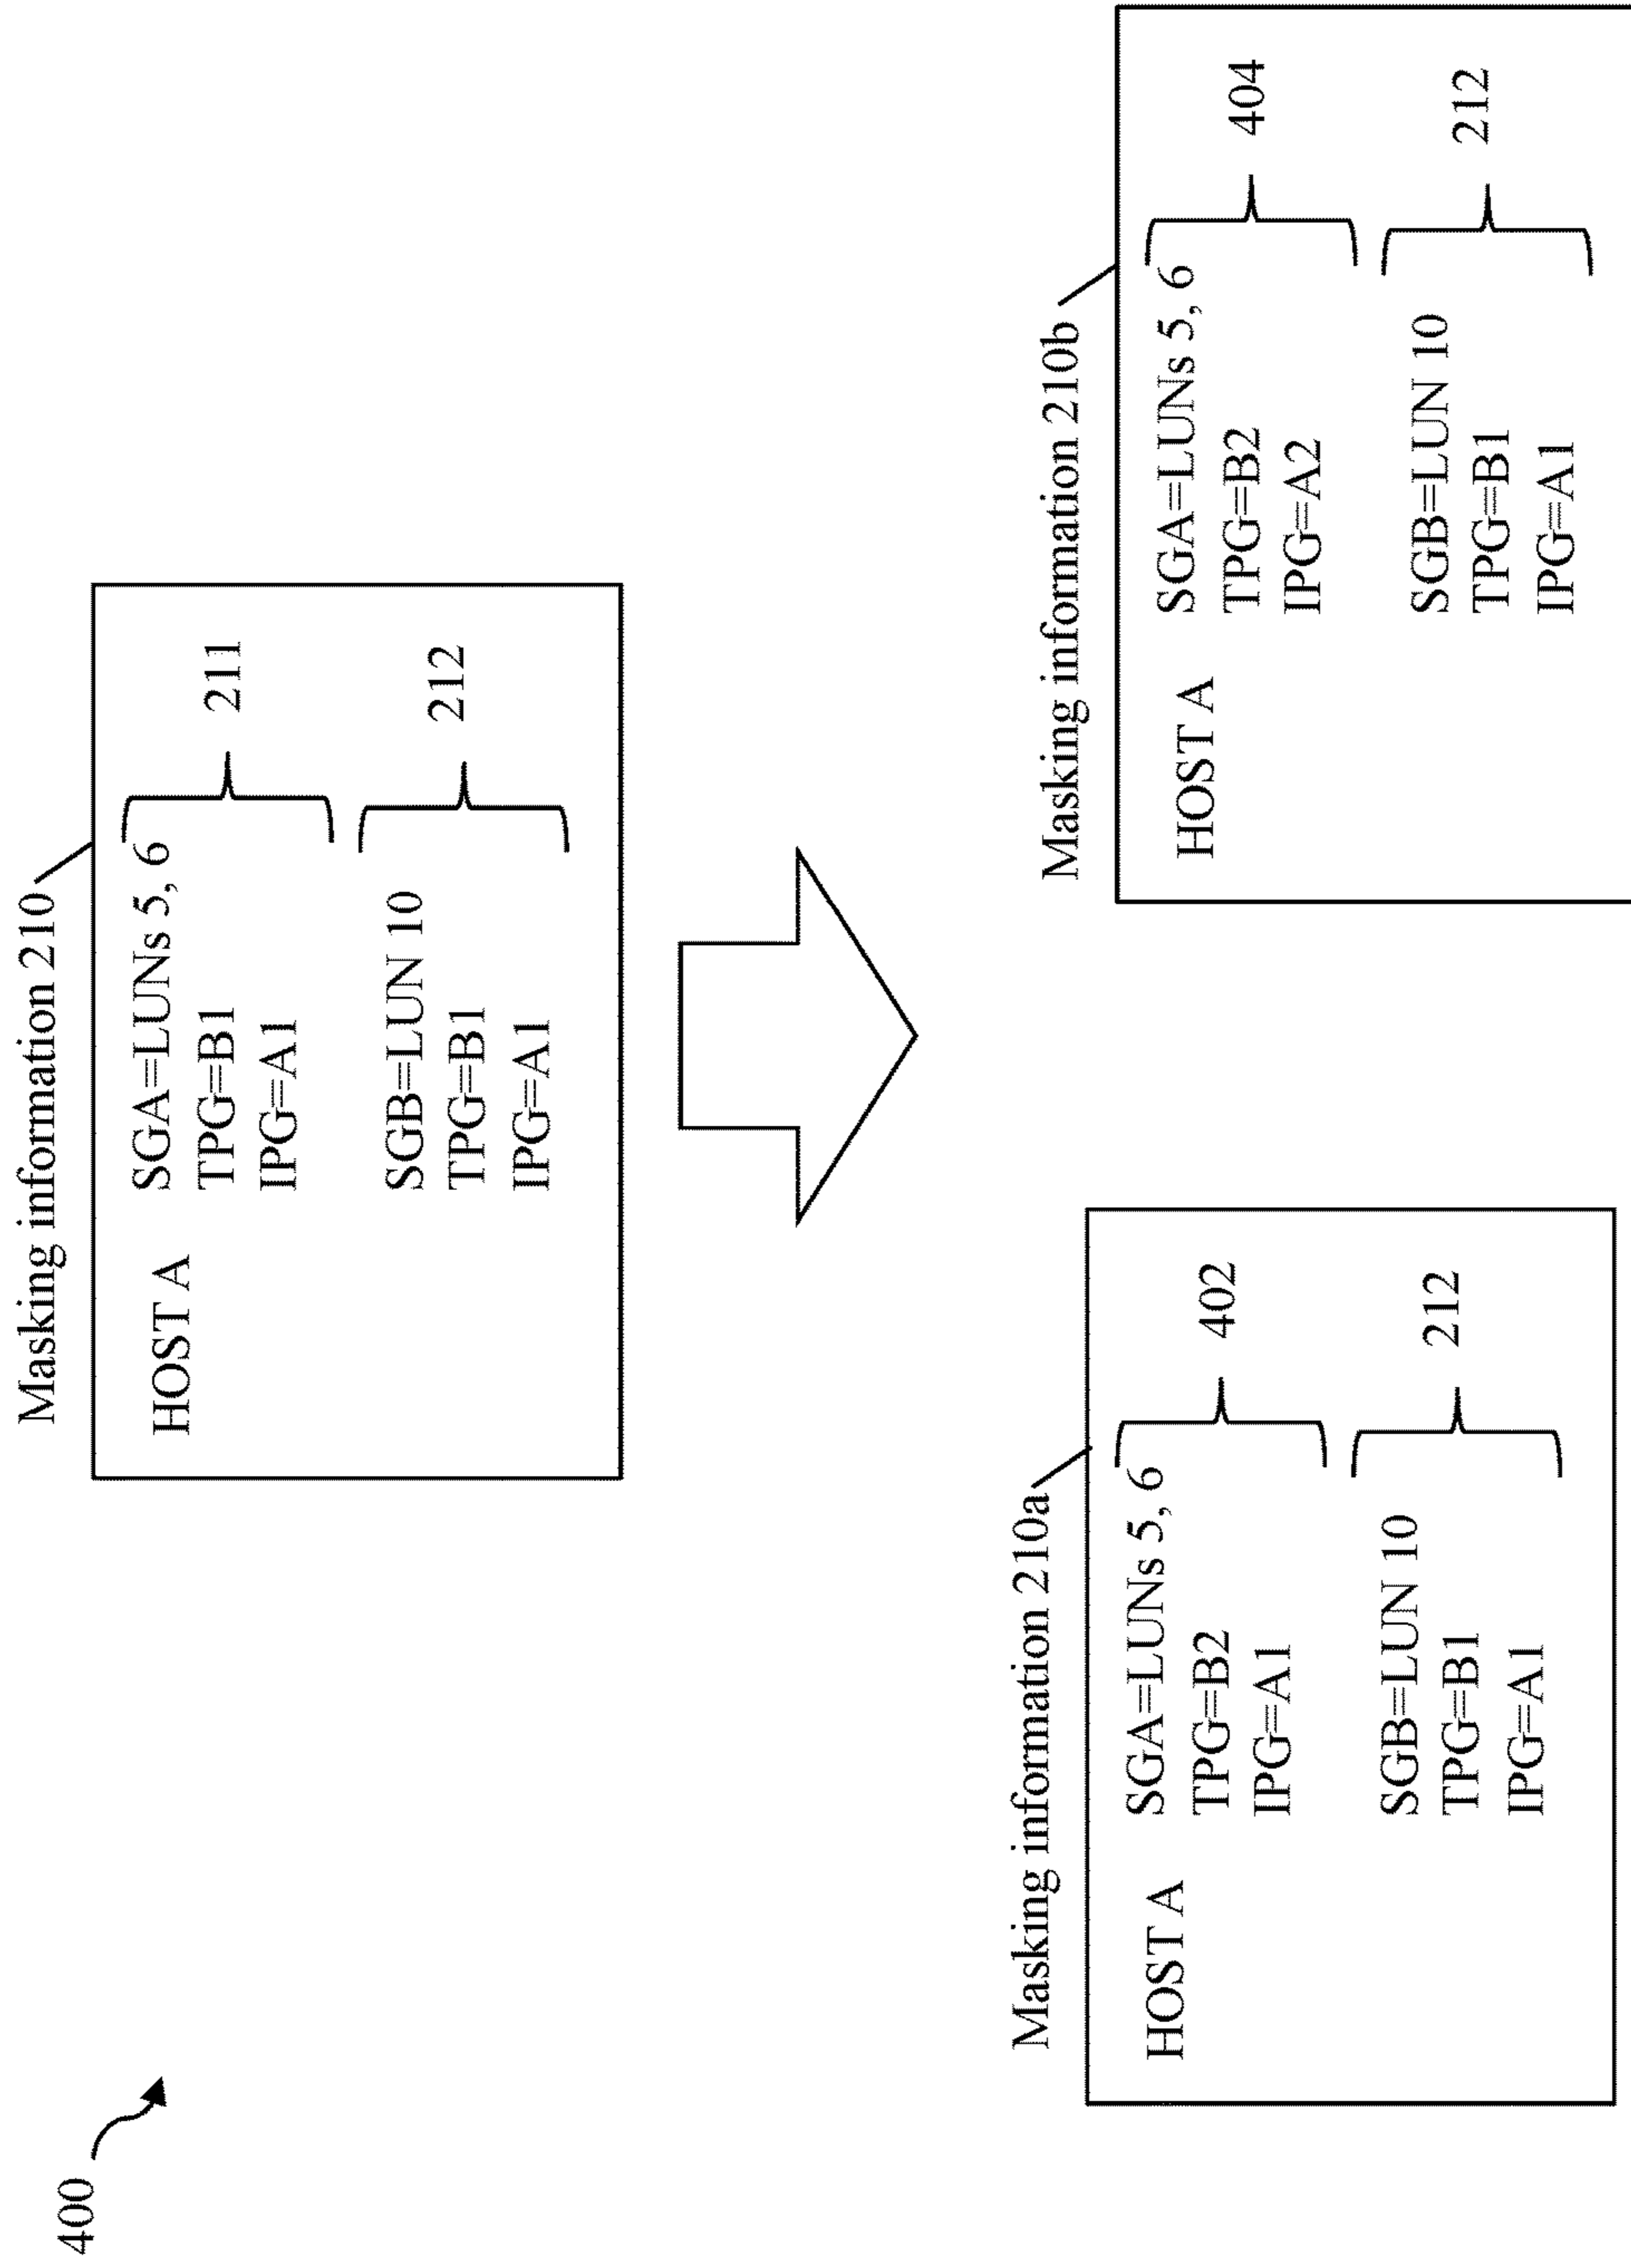 400
Masking information 210
HOST A
SGA=LUNs 5, 6
TPG=B1
IPG=A1
211
SGB=LUN 10
TPG=B1
IPG=A1
212
Masking information 210a
HOST A
SGA=LUNs 5, 6
TPG=B2
IPG=A1
402
SGB=LUN 10
TPG=B1
IPG=A1
212
Masking information 210b
HOST A
SGA=LUNs 5, 6
TPG=B2
IPG=A2
404
SGB=LUN 10
TPG=B1
IPG=A1
212